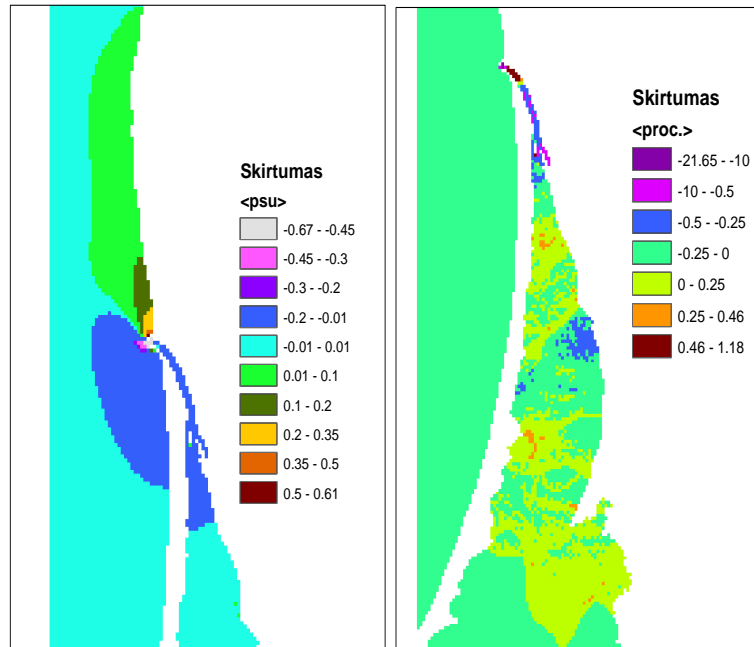 Skirtumas
<psu>
-0.67 - -0.45
-0.45 - -0.3
-0.3 - -0.2
-0.2 - -0.01
-0.01 - 0.01
0.01 - 0.1
0.1 - 0.2
0.2 - 0.35
0.35 - 0.5
0.5 - 0.61
Skirtumas
<proc.>
-21.65 - -10
-10 - -0.5
-0.5 - -0.25
-0.25 - 0
0 - 0.25
0.25 - 0.46
0.46 - 1.18